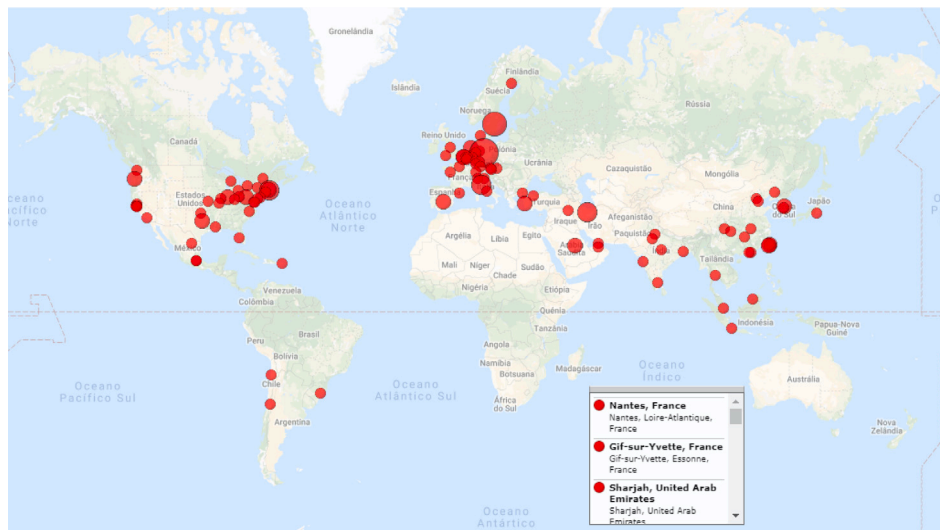 Gronelândia
Islândia
Finlândia
Suécia
Noruega
Rússia
Canadá
Reino Unido
Polónia
Ucrânia
Cazaquistão
Mongólia
França
Espanha
Turquia
Estados
Unidos
Oceano
Pacífico
Norte
Oceano
Atlântico
Norte
Iraque
Irão
Afeganistão
Paquistão
China
do Sul
Japão
Argélia
Líbia
Egito
Arábia
Saudita
Índia
México
Mali
Níger
Chade
Sudão
Tailândia
Nigéria
Etiópia
Venezuela
Colômbia
Quénia
Indonésia
Papua-Nova
Guiné
Tanzânia
Brasil
Peru
Bolívia
Angola
Namíbia
Botswana
Madagáscar
Oceano
Índico
Chile
Oceano
Pacífico Sul
Oceano
Atlântico Sul
África
do Sul
Austrália
Argentina
Nova
Zelândia
Oceano
Antártico
Nantes, France
Nantes, Loire-Atlantique,
France
Gif-sur-Yvette, France
Gif-sur-Yvette, Essonne,
France
Sharjah, United Arab
Emirates
Sharjah, United Arab
Emirates